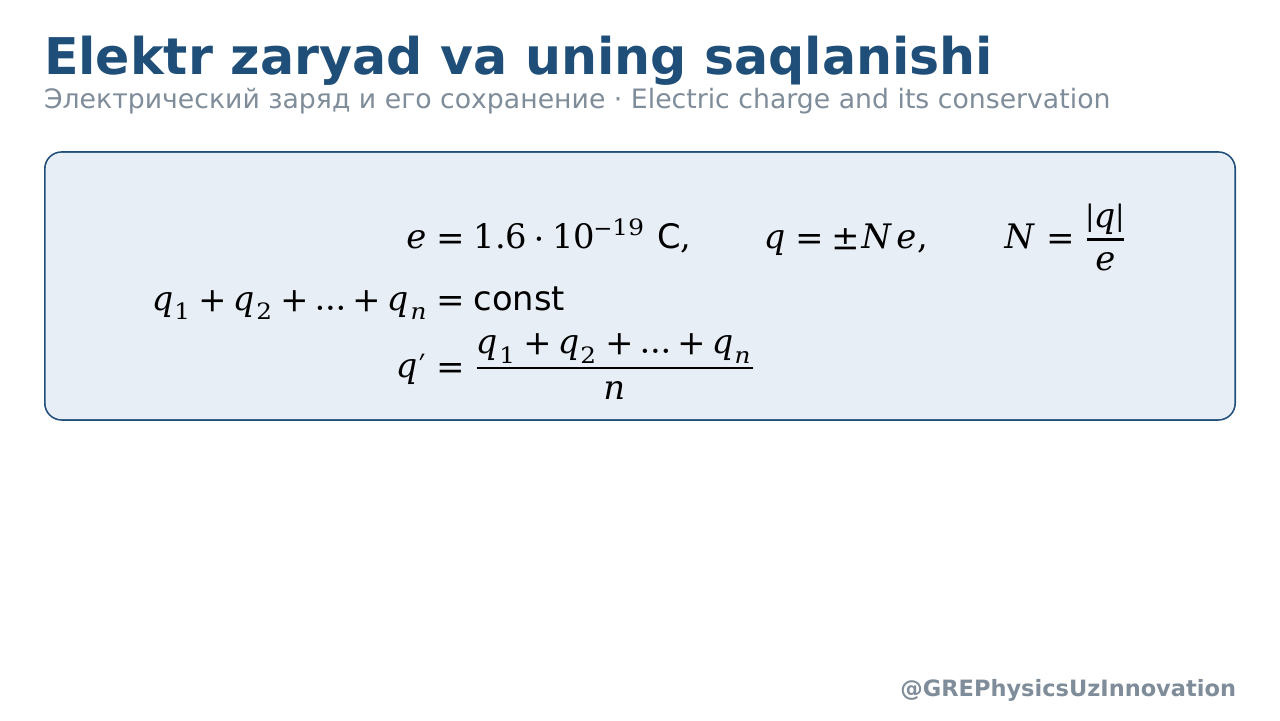 Elektr zaryad va uning saqlanishi
Электрический заряд и его сохранение · Electric charge and its conservation
e = 1.6 · 10⁻¹⁹ C, q = ±Ne, N = |q|/e
q₁ + q₂ + ... + qₙ = const
q′ = (q₁ + q₂ + ... + qₙ)/n
@GREPhysicsUzInnovation